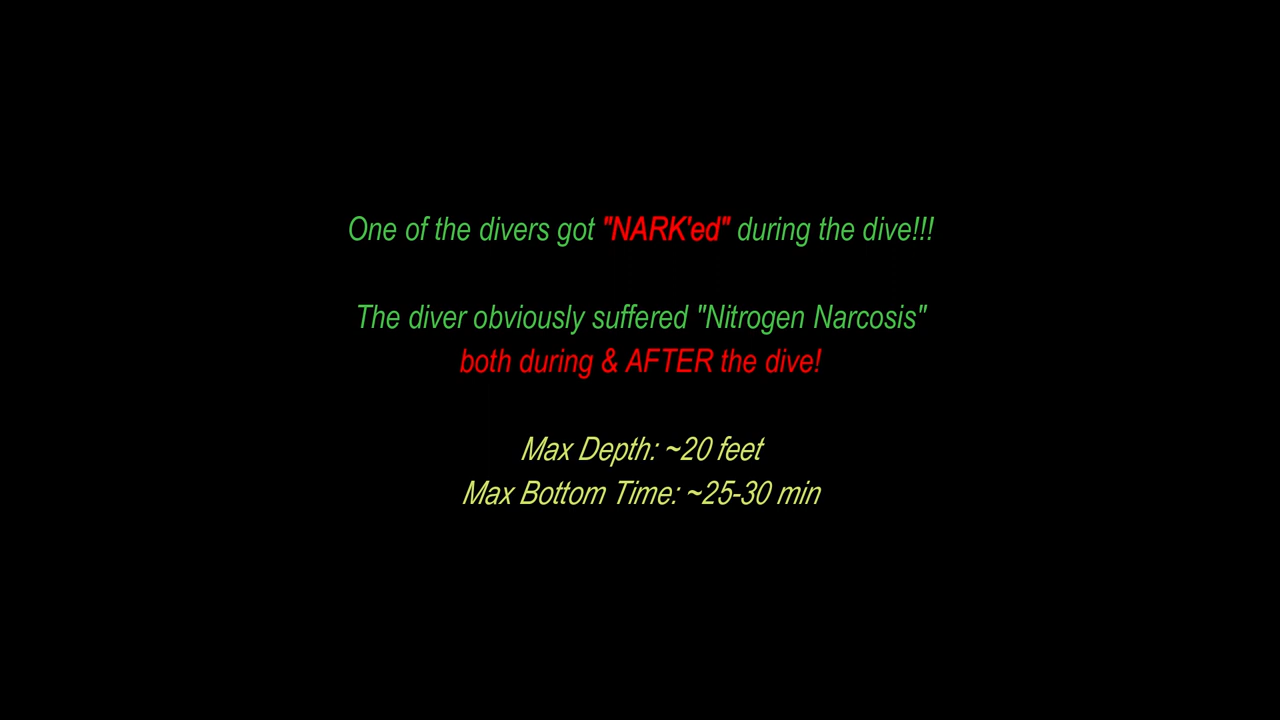 One of the divers got "NARK'ed" during the dive!!!
The diver obviously suffered "Nitrogen Narcosis"
both during & AFTER the dive!
Max Depth: ~20 feet
Max Bottom Time: ~25-30 min